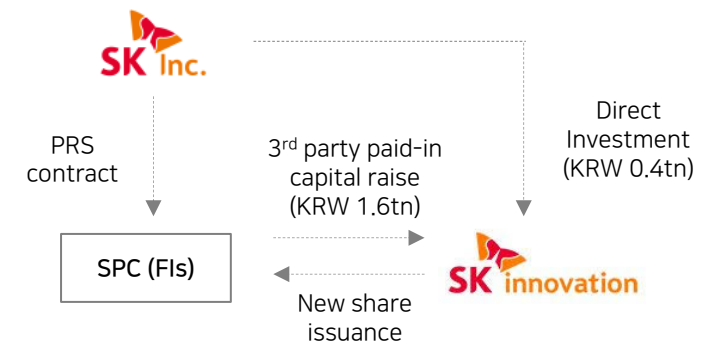 SK Inc.
PRS
contract
3rd party paid-in
capital raise
(KRW 1.6tn)
Direct
Investment
(KRW 0.4tn)
SPC (FIs)
SK innovation
New share
issuance